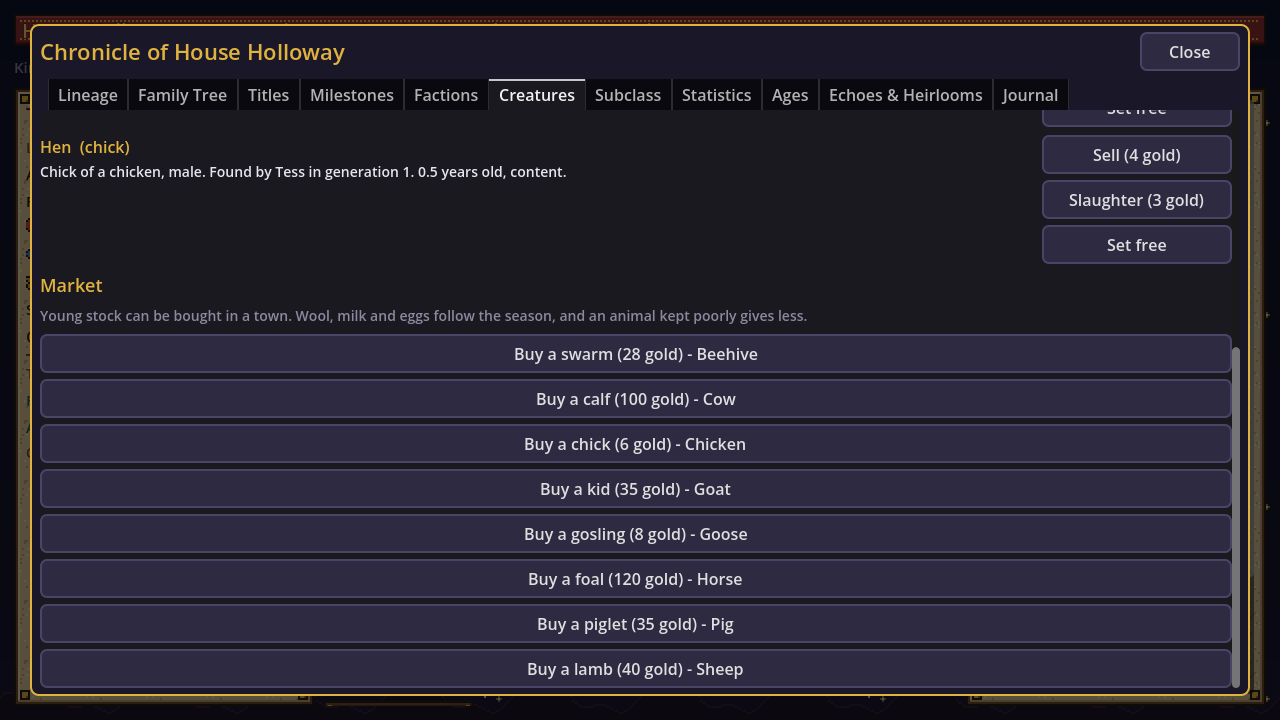 Chronicle of House Holloway
Close
Lineage
Family Tree
Titles
Milestones
Factions
Creatures
Subclass
Statistics
Ages
Echoes & Heirlooms
Journal
Set free
Hen (chick)
Sell (4 gold)
Chick of a chicken, male. Found by Tess in generation 1. 0.5 years old, content.
Slaughter (3 gold)
Set free
Market
Young stock can be bought in a town. Wool, milk and eggs follow the season, and an animal kept poorly gives less.
Buy a swarm (28 gold) - Beehive
Buy a calf (100 gold) - Cow
Buy a chick (6 gold) - Chicken
Buy a kid (35 gold) - Goat
Buy a gosling (8 gold) - Goose
Buy a foal (120 gold) - Horse
Buy a piglet (35 gold) - Pig
Buy a lamb (40 gold) - Sheep